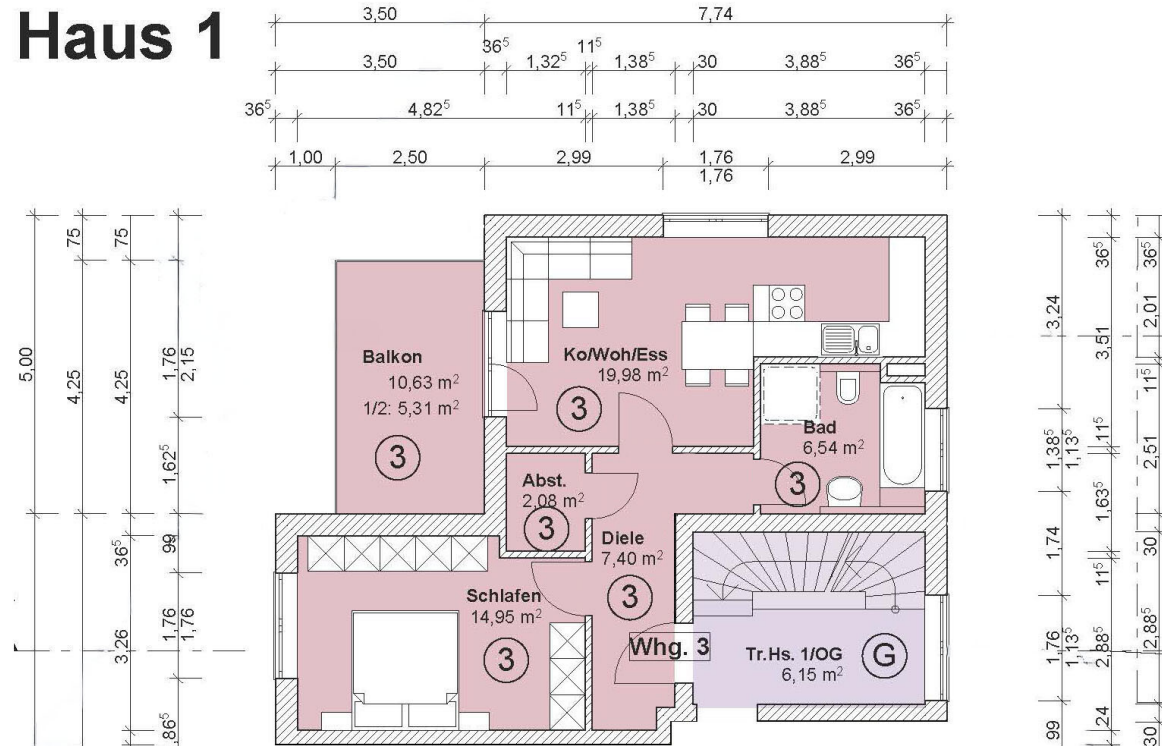 Haus 1
3,50 7,74
36⁵ 11⁵
3,50 1,32⁵ 1,38⁵ 30 3,88⁵ 36⁵
36⁵ 4,82⁵ 11⁵ 1,38⁵ 30 3,88⁵ 36⁵
1,00 2,50 2,99 1,76 2,99
1,76
75
75
5,00
4,25
4,25
1,76
2,15
1,62⁵
36⁵
99
3,26
1,76
1,76
86⁵
Balkon
10,63 m²
1/2: 5,31 m²
3
Ko/Woh/Ess
19,98 m²
3
Bad
6,54 m²
3
Abst.
2,08 m²
3
Diele
7,40 m²
3
Schlafen
14,95 m²
3
Whg. 3
Tr.Hs. 1/OG
6,15 m²
G
3,24
36⁵
36⁵
3,51
2,01
11⁵
1,38⁵
1,13⁵
11⁵
2,51
1,63⁵
1,74
30
11⁵
1,76
1,13⁵
2,88⁵
2,88⁵
99
24
30